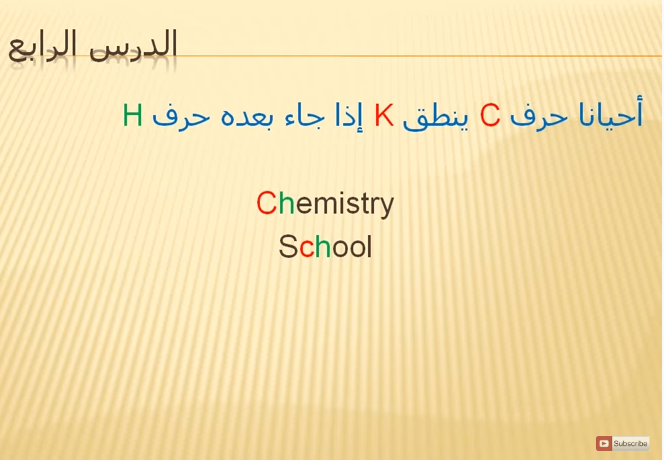 الدرس الرابع
أحيانا حرف C ينطق K إذا جاء بعده حرف H
Chemistry
School
Subscribe